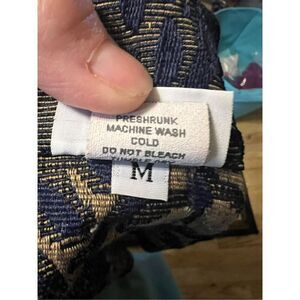 PRESHRUNK
MACHINE WASH
COLD
DO NOT BLEACH
M